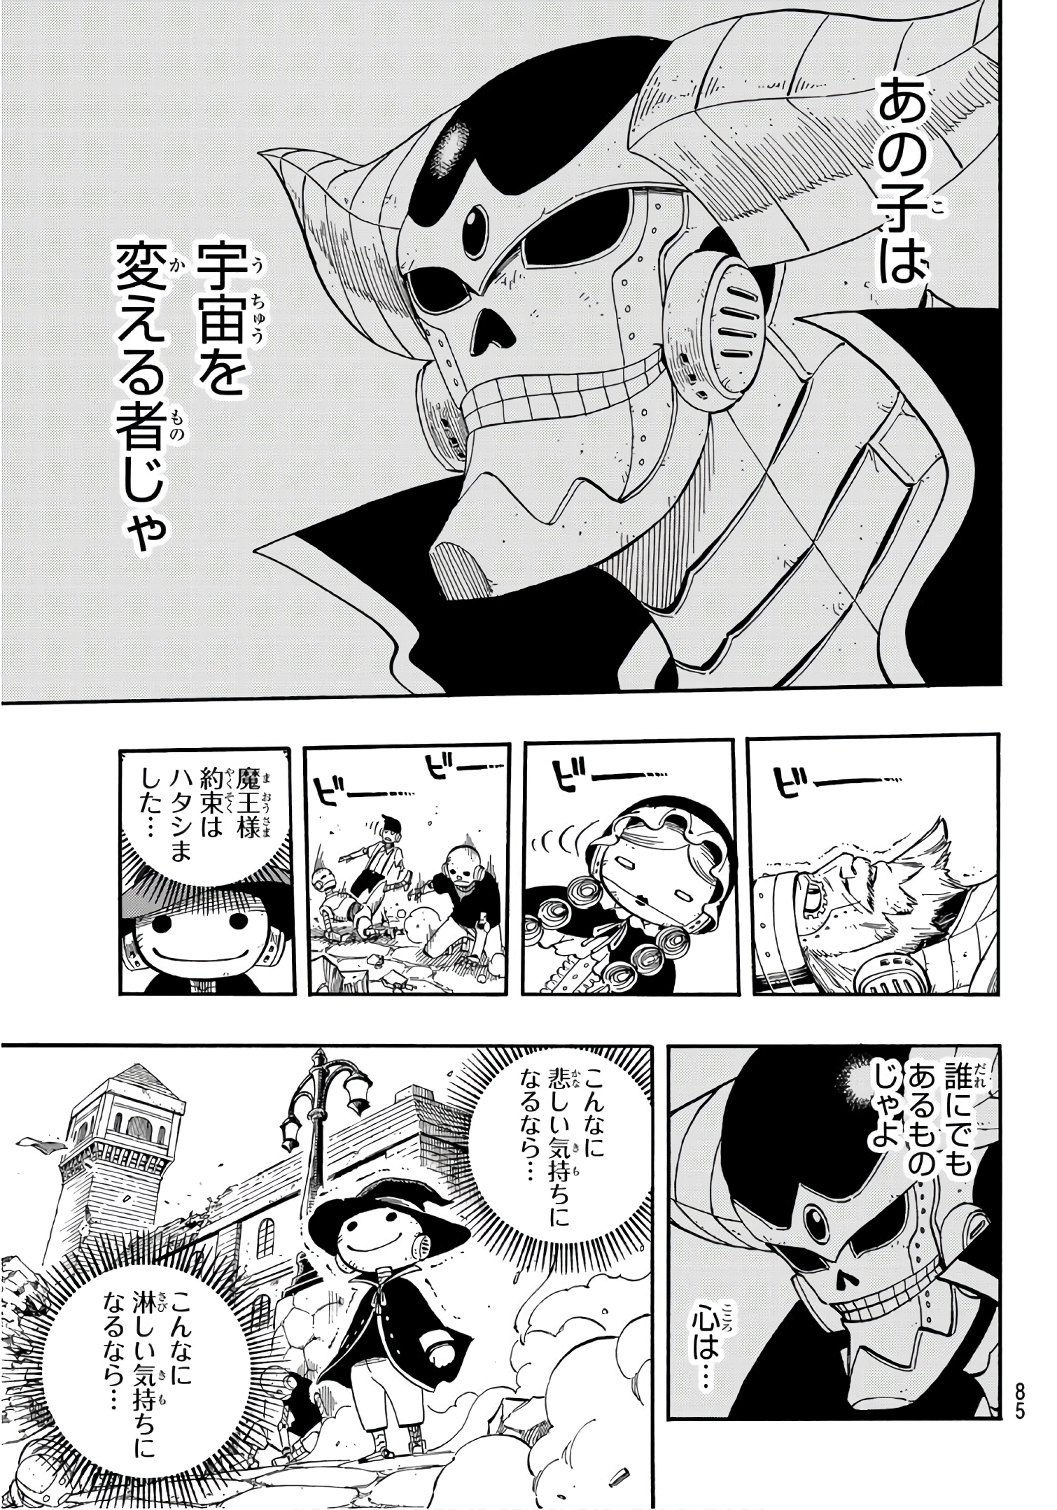 あの子は
宇宙を
変える者じゃ
ビーー
ビーー
ビーー
ビーー
魔王様
約束は
ハタシま
した…
誰にでも
あるもの
じゃよ
心は…
こんなに
悲しい気持ちに
なるなら…
こんなに
淋しい気持ちに
なるなら…
85